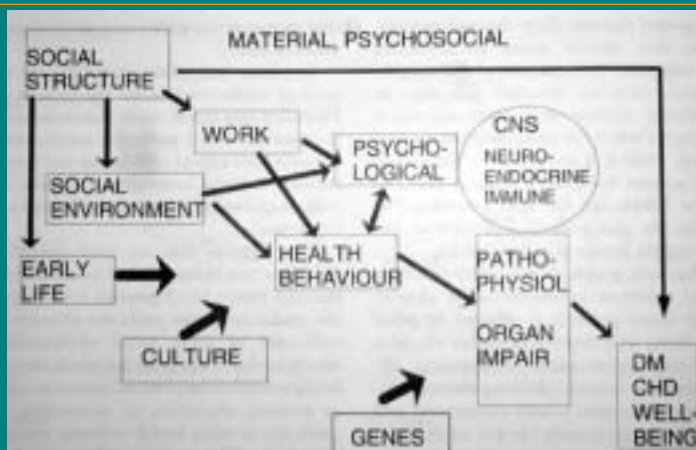 MATERIAL, PSYCHOSOCIAL
SOCIAL
STRUCTURE
WORK
PSYCHO-
LOGICAL
CNS
NEURO-
ENDOCRINE
IMMUNE
SOCIAL
ENVIRONMENT
EARLY
LIFE
HEALTH
BEHAVIOUR
PATHO-
PHYSIOL
ORGAN
IMPAIR
CULTURE
GENES
DM
CHD
WELL-
BEING